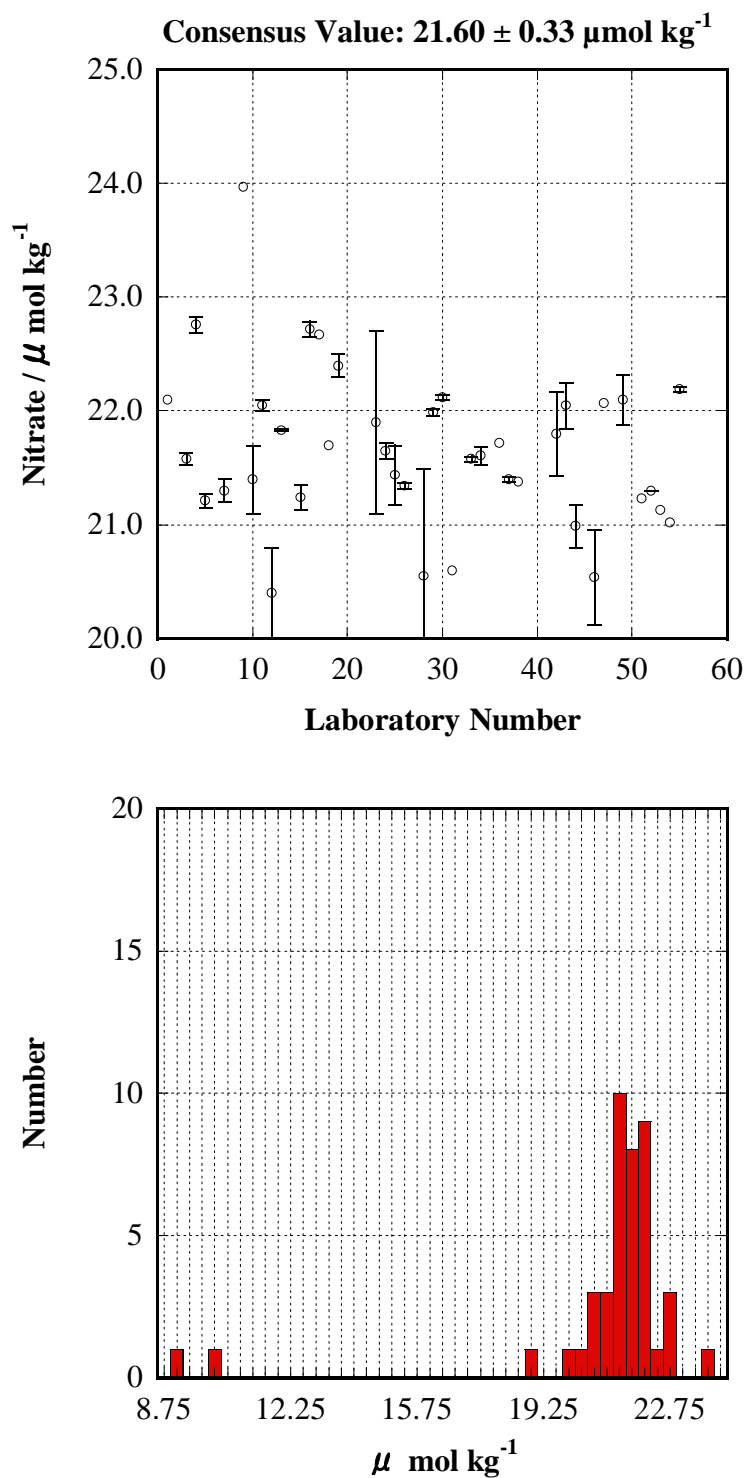 Consensus Value: 21.60 ± 0.33 µmol kg-1
25.0
24.0
23.0
22.0
21.0
20.0
Nitrate / μ mol kg-1
0 10 20 30 40 50 60
Laboratory Number
20
15
10
5
0
Number
8.75 12.25 15.75 19.25 22.75
μ mol kg-1